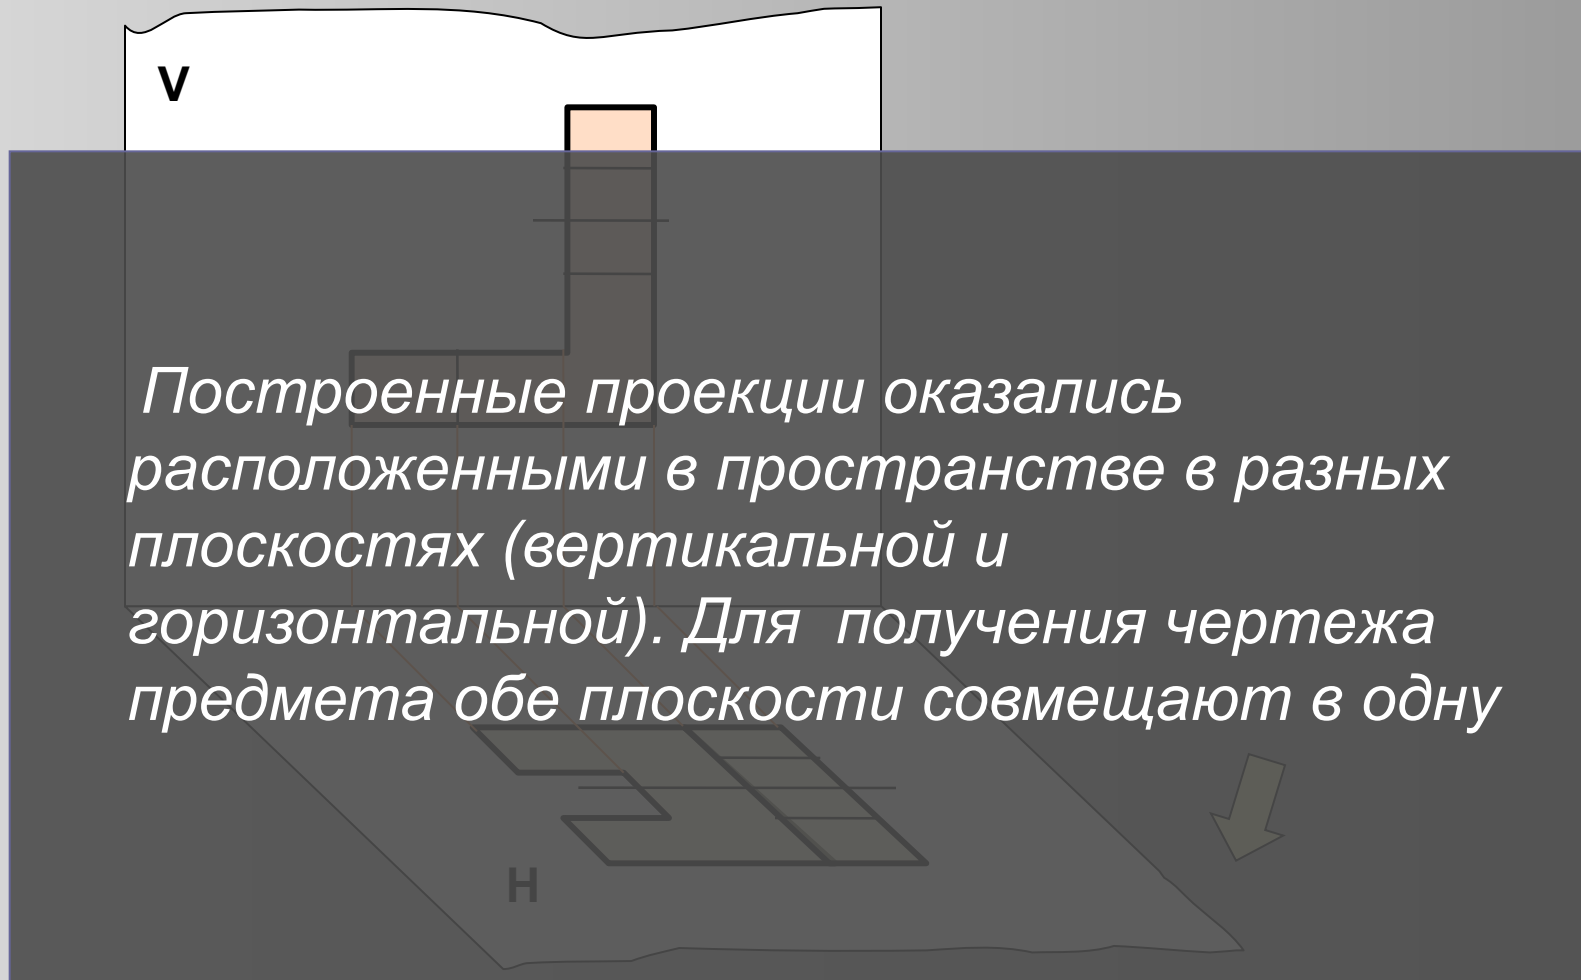 V
Построенные проекции оказались
расположенными в пространстве в разных
плоскостях (вертикальной и
горизонтальной). Для  получения чертежа
предмета обе плоскости совмещают в одну
H